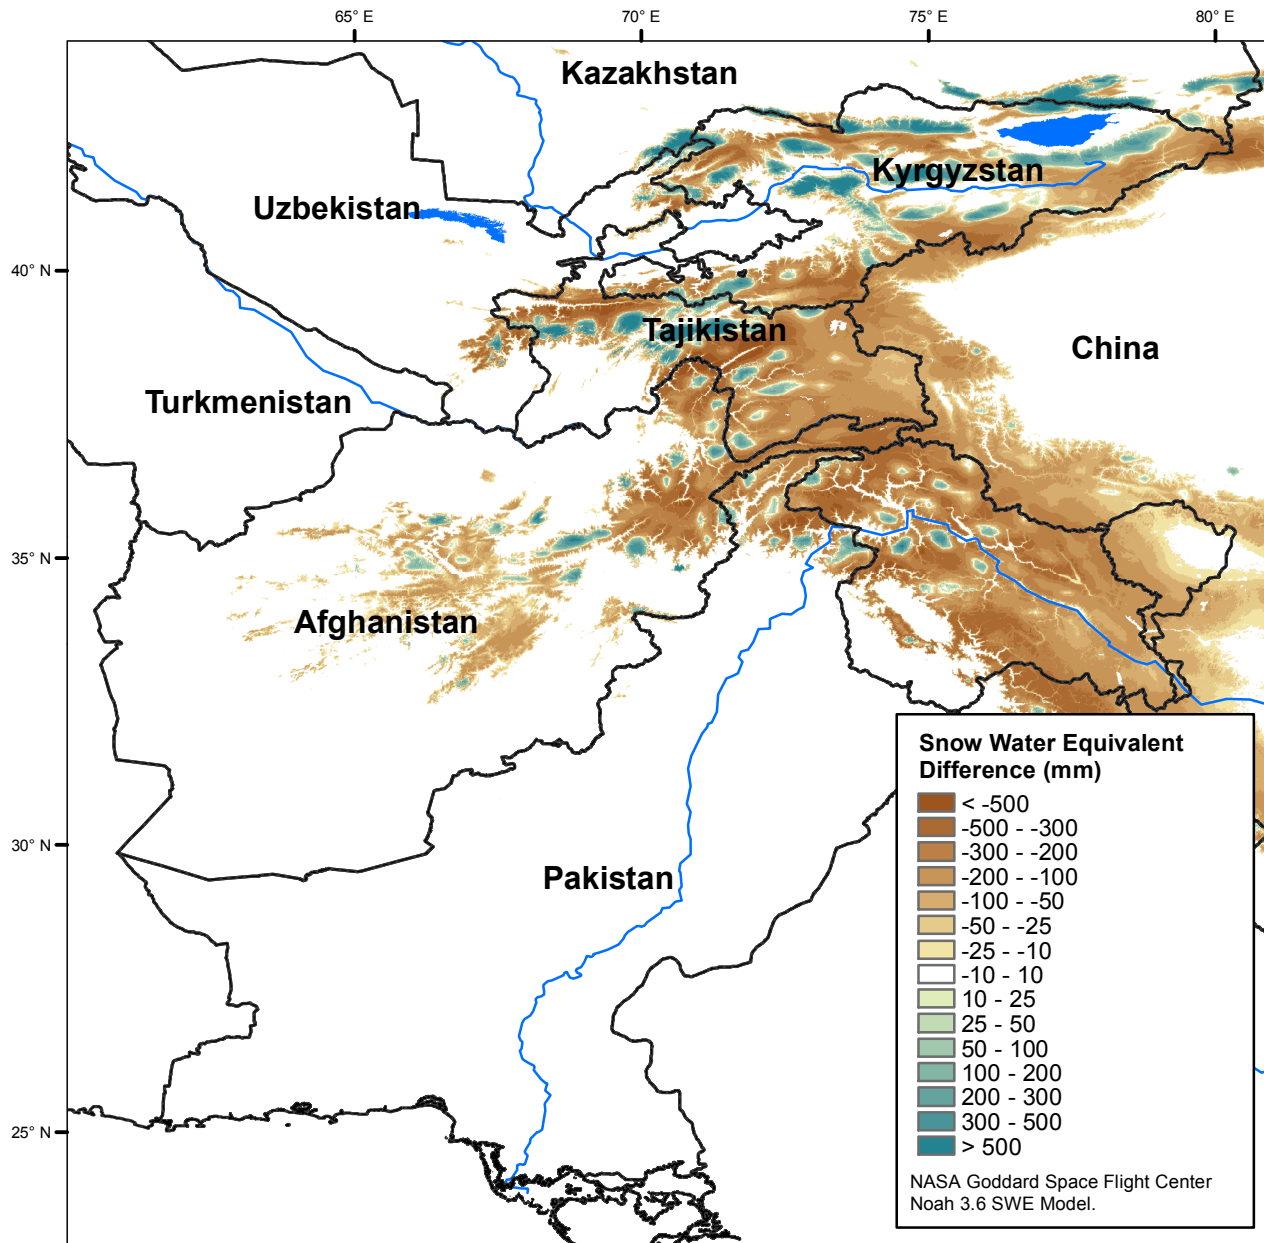 65° E
70° E
75° E
80° E
Kazakhstan
Kyrgyzstan
Uzbekistan
40° N
Tajikistan
China
Turkmenistan
35° N
Afghanistan
Snow Water Equivalent
Difference (mm)
< -500
-500 - -300
-300 - -200
-200 - -100
-100 - -50
-50 - -25
-25 - -10
-10 - 10
10 - 25
25 - 50
50 - 100
100 - 200
200 - 300
300 - 500
> 500
30° N
Pakistan
25° N
NASA Goddard Space Flight Center
Noah 3.6 SWE Model.